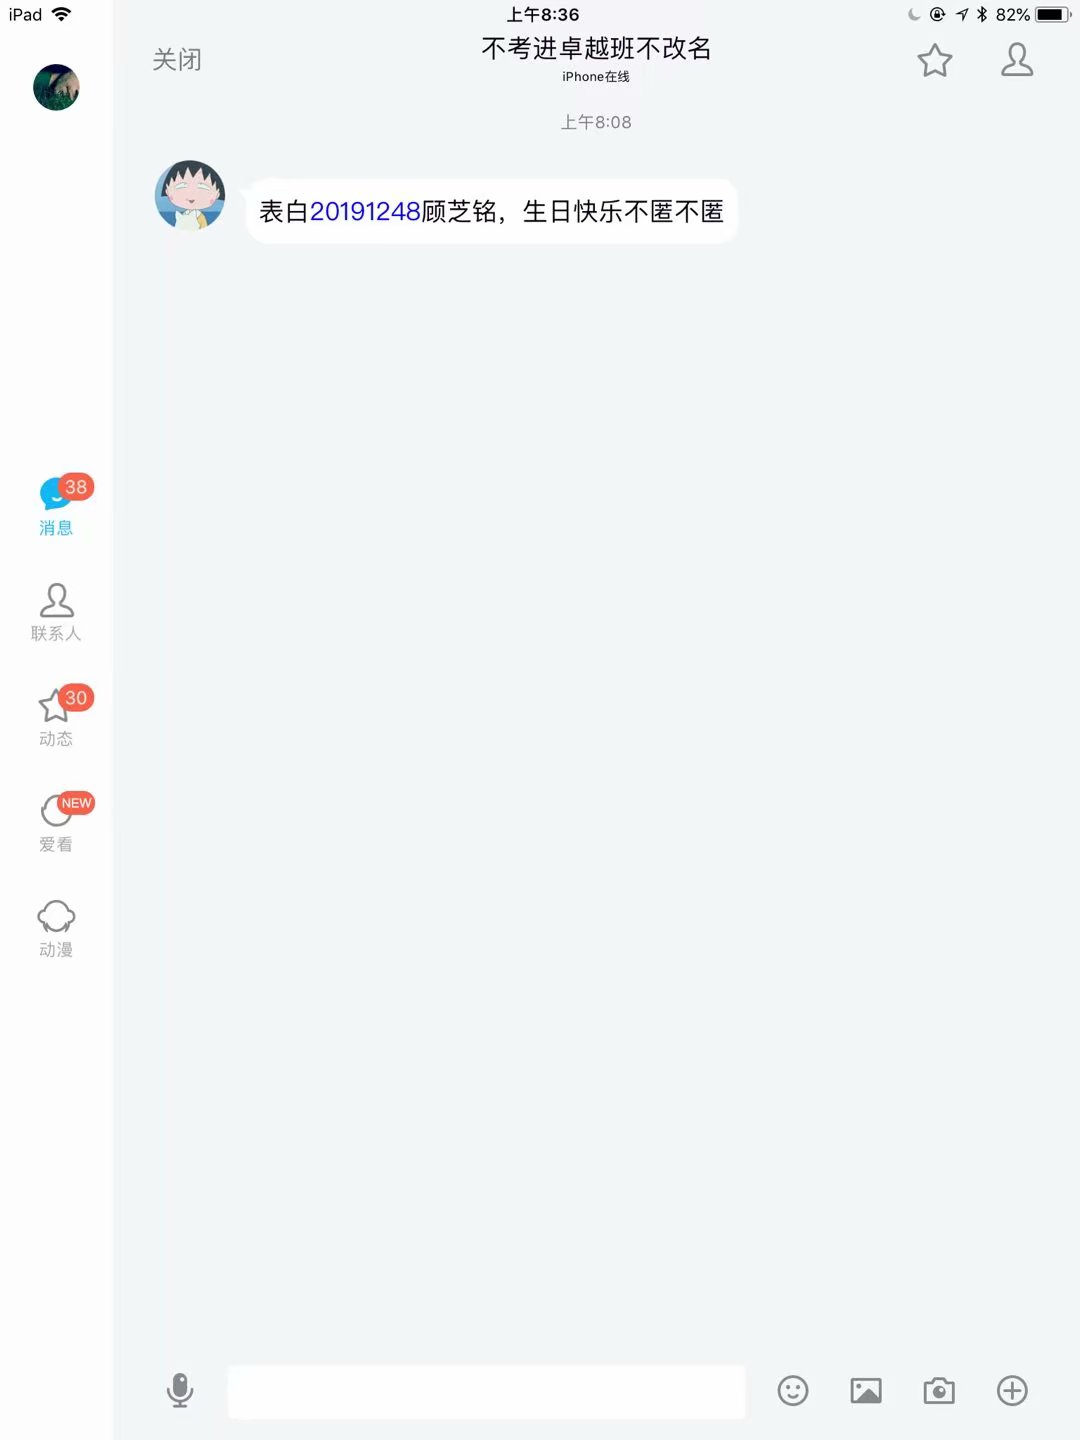 iPad
上午8:36
82%
关闭
不考进卓越班不改名
iPhone在线
上午8:08
表白20191248顾芝铭，生日快乐不匿不匿
38
消息
联系人
30
动态
NEW
爱看
动漫